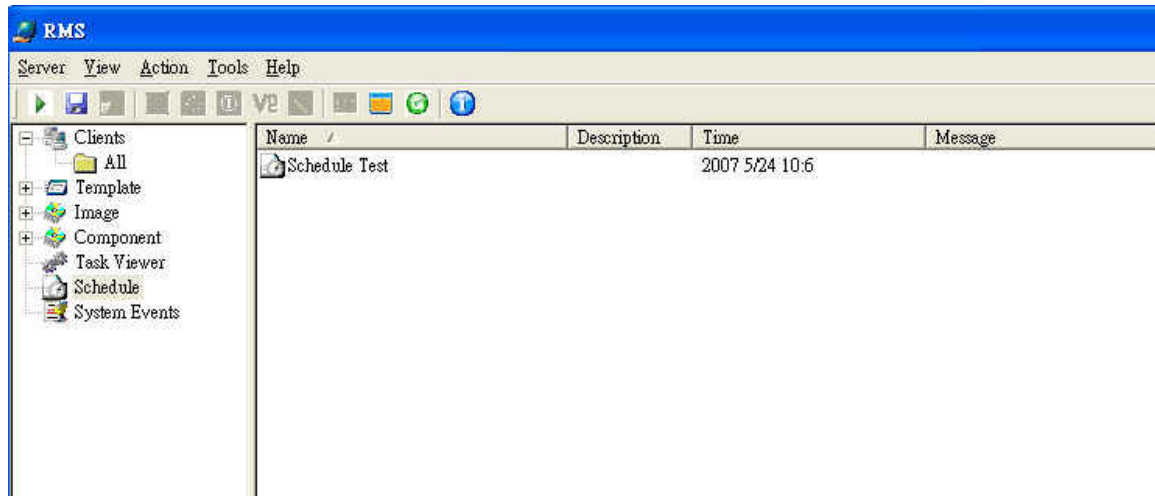 RMS
Server View Action Tools Help
Clients
All
Template
Image
Component
Task Viewer
Schedule
System Events
Name Description Time Message
Schedule Test 2007 5/24 10:6